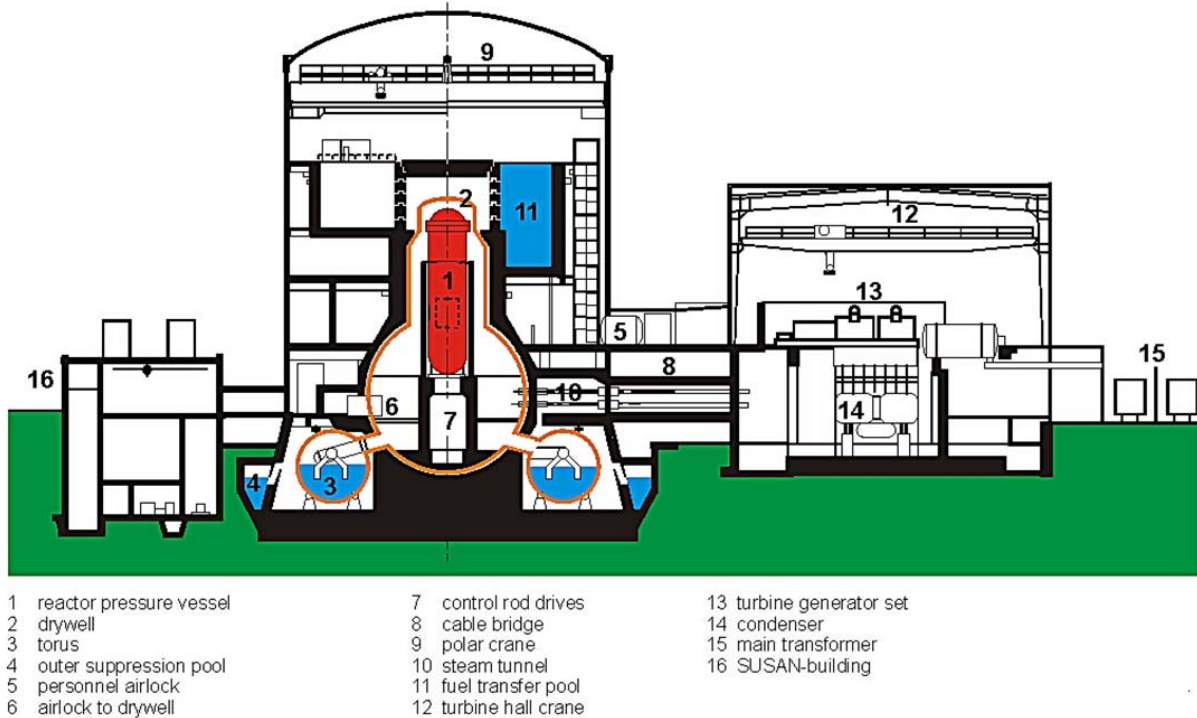 9
2
11
12
1
13
5
15
8
16
10
6
7
14
4
3
1 reactor pressure vessel
2 drywell
3 torus
4 outer suppression pool
5 personnel airlock
6 airlock to drywell
7 control rod drives
8 cable bridge
9 polar crane
10 steam tunnel
11 fuel transfer pool
12 turbine hall crane
13 turbine generator set
14 condenser
15 main transformer
16 SUSAN-building